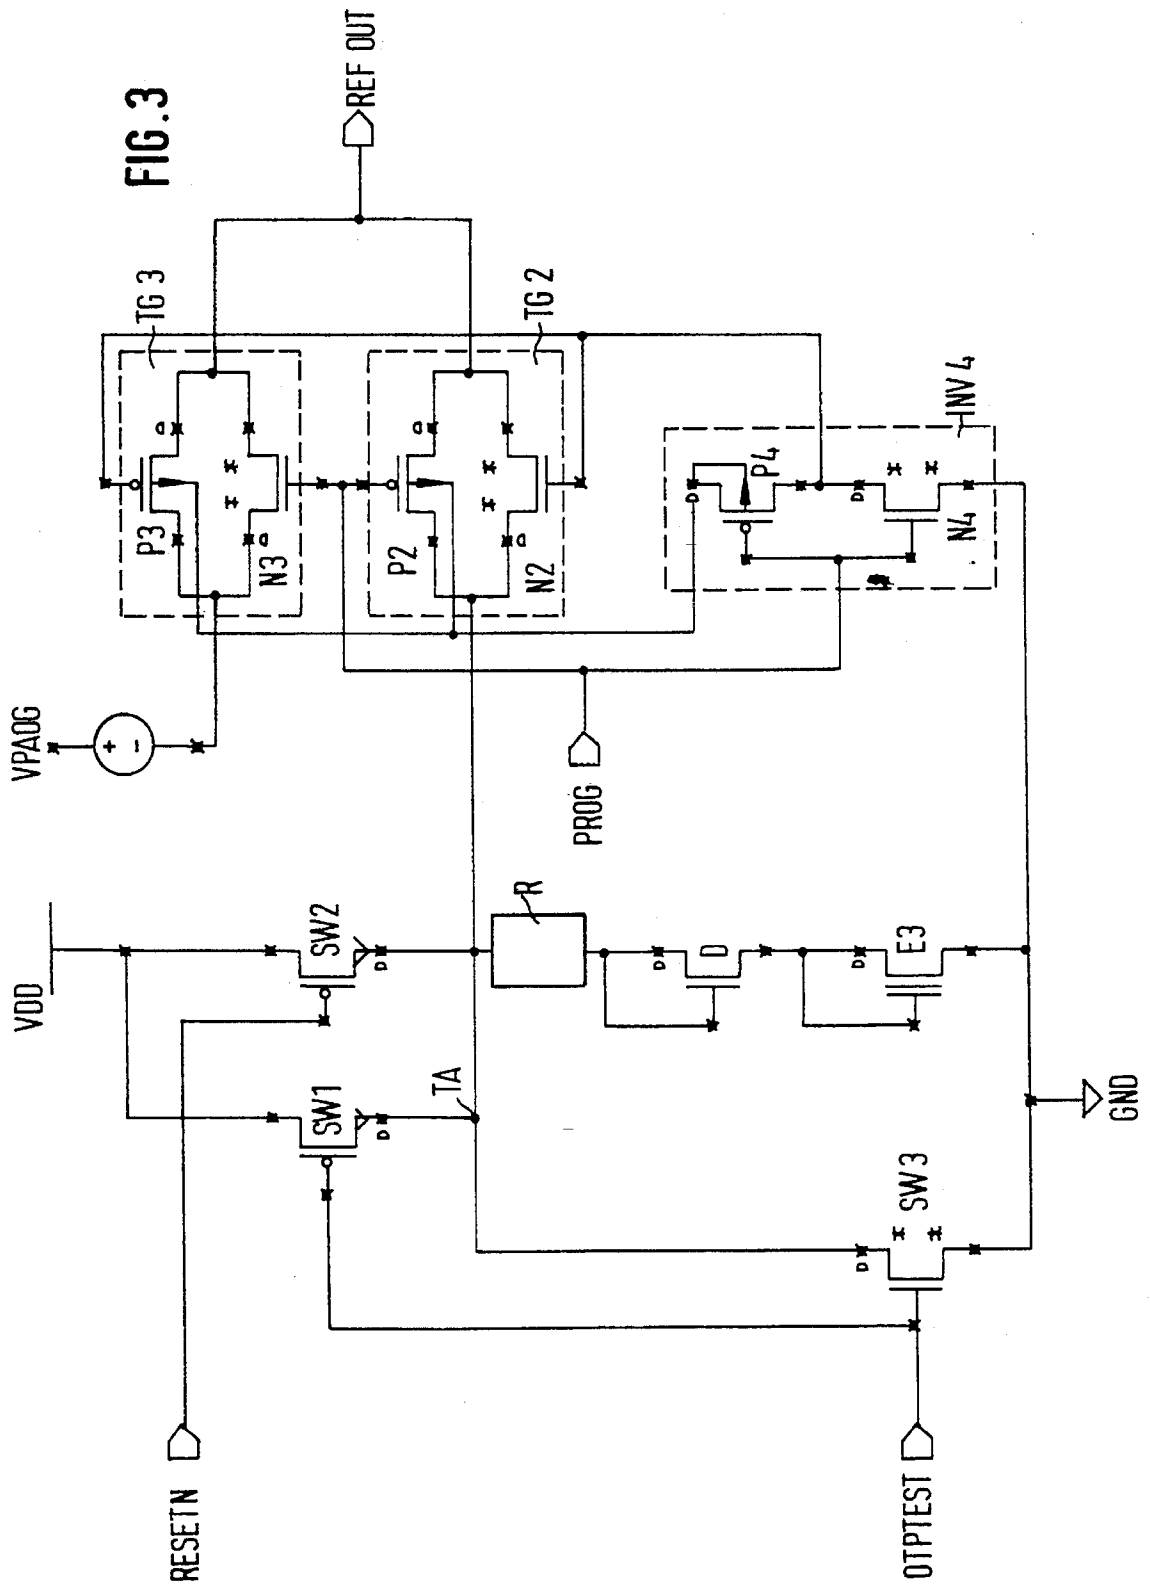 FIG.3
REF OUT
TG 3
TG 2
P3
N3
P2
N2
INV 4
P4
N4
D
D
D
D
D
D
VPAOG
+
-
PROG
VDD
SW2
D
R
D
D
E3
D
SW1
D
TA
GND
SW3
D
RESETN
OTPTEST